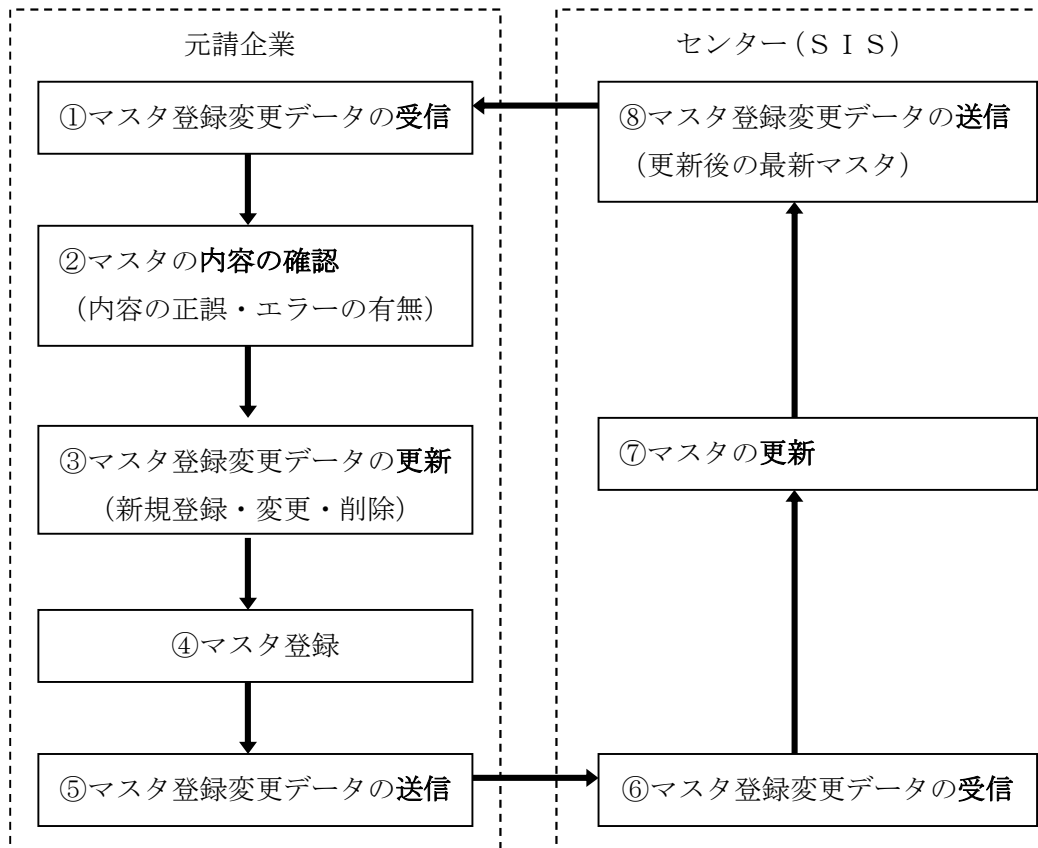 元請企業
①マスタ登録変更データの受信
②マスタの内容の確認
（内容の正誤・エラーの有無）
③マスタ登録変更データの更新
（新規登録・変更・削除）
④マスタ登録
⑤マスタ登録変更データの送信
センター（ＳＩＳ）
⑧マスタ登録変更データの送信
（更新後の最新マスタ）
⑦マスタの更新
⑥マスタ登録変更データの受信